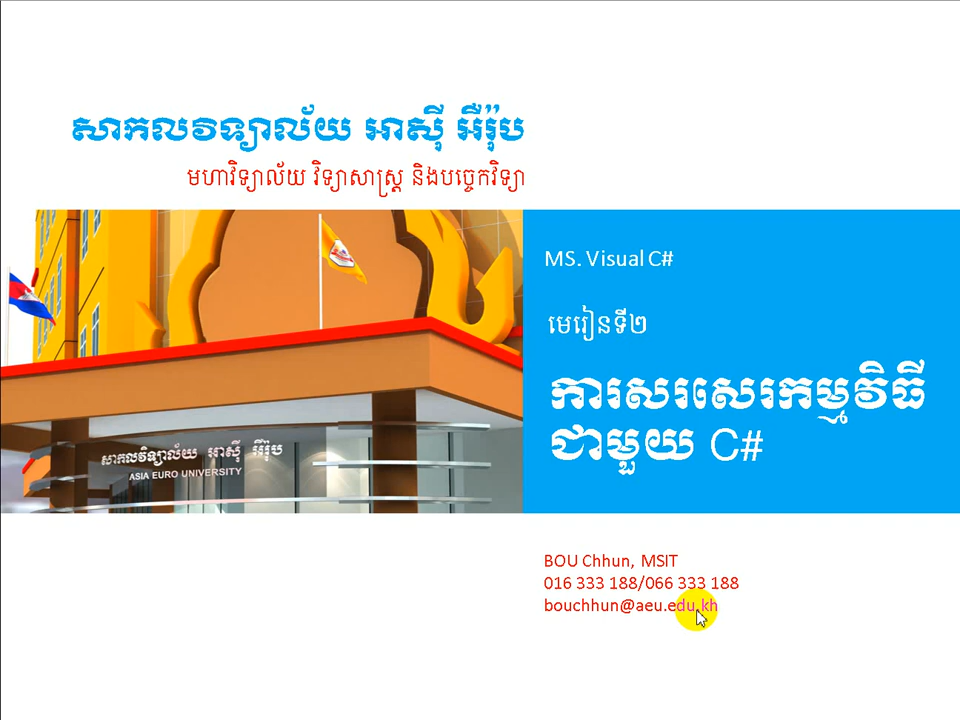 សាកលវិទ្យាល័យ អាស៊ី អឺរ៉ុប
មហាវិទ្យាល័យ វិទ្យាសាស្ត្រ និងបច្ចេកវិទ្យា
MS. Visual C#
មេរៀនទី២
ការសរសេរកម្មវិធី
ជាមួយ C#
សាកលវិទ្យាល័យ អាស៊ី អឺរ៉ុប
ASIA EURO UNIVERSITY
BOU Chhun, MSIT
016 333 188/066 333 188
bouchhun@aeu.edu.kh